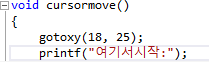 void cursormove()
{
gotoxy(18, 25);
printf("여기서시작:");